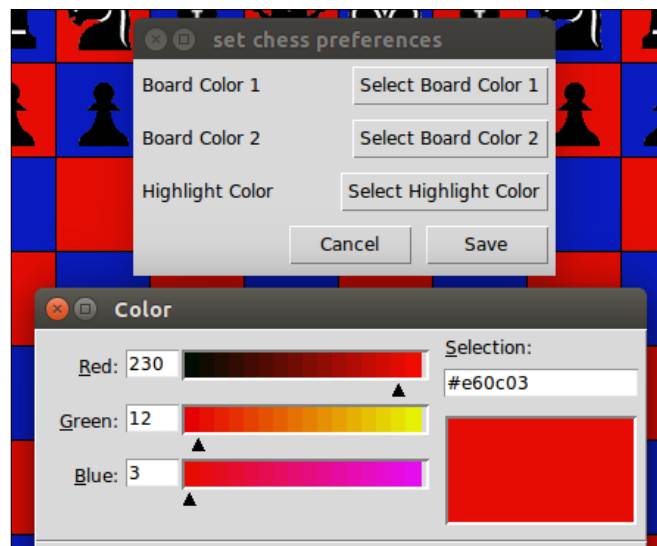 set chess preferences
Board Color 1 Select Board Color 1
Board Color 2 Select Board Color 2
Highlight Color Select Highlight Color
Cancel Save
Color
Selection:
Red: 230
#e60c03
Green: 12
Blue: 3